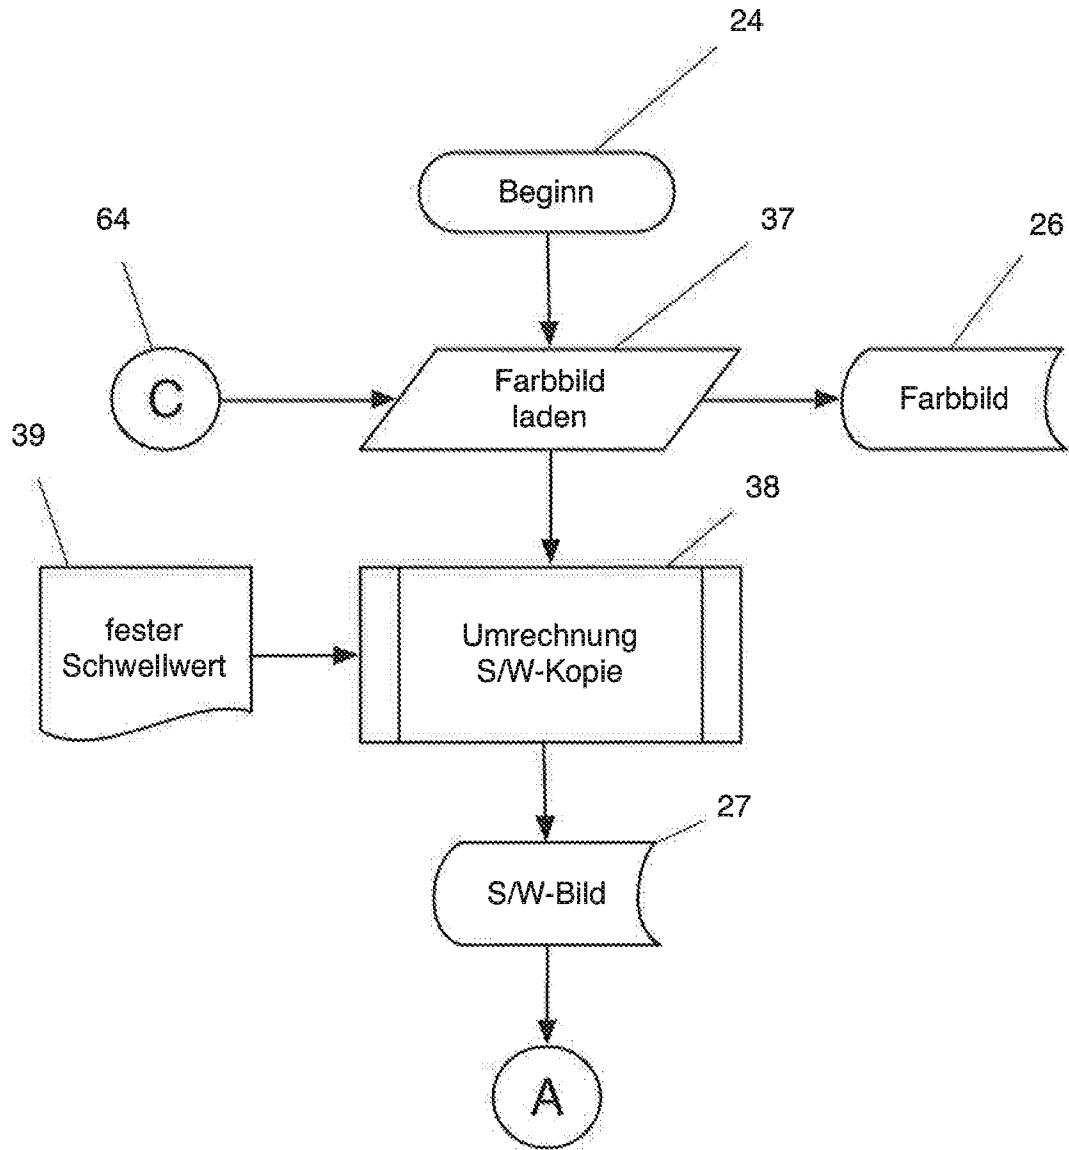 24
Beginn
64
37
26
C
Farbbild
laden
Farbbild
39
38
fester
Schwellwert
Umrechnung
S/W-Kopie
27
S/W-Bild
A